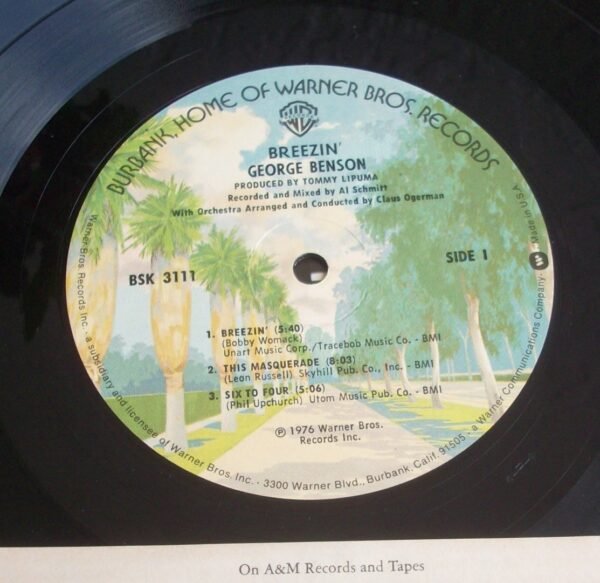 BURBANK, HOME OF WARNER BROS. RECORDS
BREEZIN'
GEORGE BENSON
PRODUCED BY TOMMY LIPUMA
Recorded and Mixed by Al Schmitt
With Orchestra Arranged and Conducted by Claus Ogerman
BSK 3111
SIDE 1
1. BREEZIN' (5:40)
(Bobby Womack)
Unart Music Corp./Tracebob Music Co. - BMI
2. THIS MASQUERADE (8:03)
(Leon Russell) Skyhill Pub. Co., Inc. - BMI
3. SIX TO FOUR (5:06)
(Phil Upchurch) Utom Music Pub. Co. - BMI
℗ 1976 Warner Bros.
Records Inc.
Warner Bros. Records Inc. · a subsidiary and licensee of Warner Bros. Inc. · 3300 Warner Blvd., Burbank, Calif. 91505 · a Warner Communications Company · Made in U.S.A.
On A&M Records and Tapes